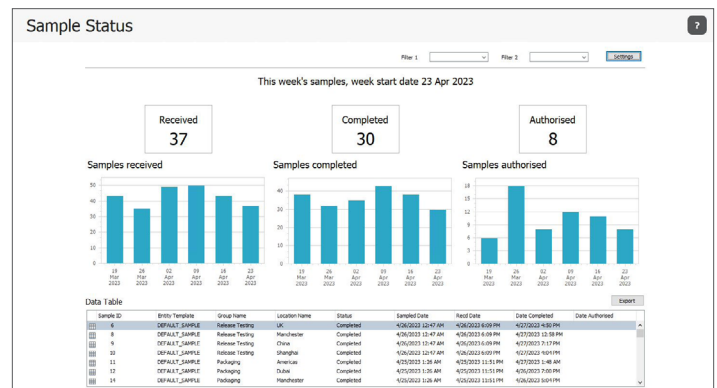 Sample Status
?
Filter 1 Filter 2 Settings
This week's samples, week start date 23 Apr 2023
Received Completed Authorised
37 30 8
Samples received Samples completed Samples authorised
50 40 30 20 10 0
19 Mar 2023 26 Mar 2023 02 Apr 2023 09 Apr 2023 16 Apr 2023 23 Apr 2023
40 30 20 10 0
19 Mar 2023 26 Mar 2023 02 Apr 2023 09 Apr 2023 16 Apr 2023 23 Apr 2023
18 15 12 9 6 3 0
19 Mar 2023 26 Mar 2023 02 Apr 2023 09 Apr 2023 16 Apr 2023 23 Apr 2023
Data Table Export
Sample ID Entity Template Group Name Location Name Status Sampled Date Recd Date Date Completed Date Authorised
6 DEFAULT_SAMPLE Release Testing UK Completed 4/26/2023 12:47 AM 4/26/2023 6:09 PM 4/27/2023 4:50 PM
8 DEFAULT_SAMPLE Release Testing Manchester Completed 4/26/2023 12:47 AM 4/26/2023 6:09 PM 4/27/2023 12:58 PM
9 DEFAULT_SAMPLE Release Testing China Completed 4/26/2023 12:47 AM 4/26/2023 6:09 PM 4/27/2023 7:17 PM
10 DEFAULT_SAMPLE Release Testing Shanghai Completed 4/26/2023 12:47 AM 4/26/2023 6:09 PM 4/27/2023 4:04 PM
11 DEFAULT_SAMPLE Packaging Americas Completed 4/25/2023 1:26 AM 4/25/2023 11:51 PM 4/27/2023 1:48 AM
12 DEFAULT_SAMPLE Packaging Dubai Completed 4/25/2023 1:26 AM 4/25/2023 11:51 PM 4/26/2023 7:00 PM
14 DEFAULT_SAMPLE Packaging Manchester Completed 4/25/2023 1:26 AM 4/25/2023 11:51 PM 4/26/2023 5:04 PM